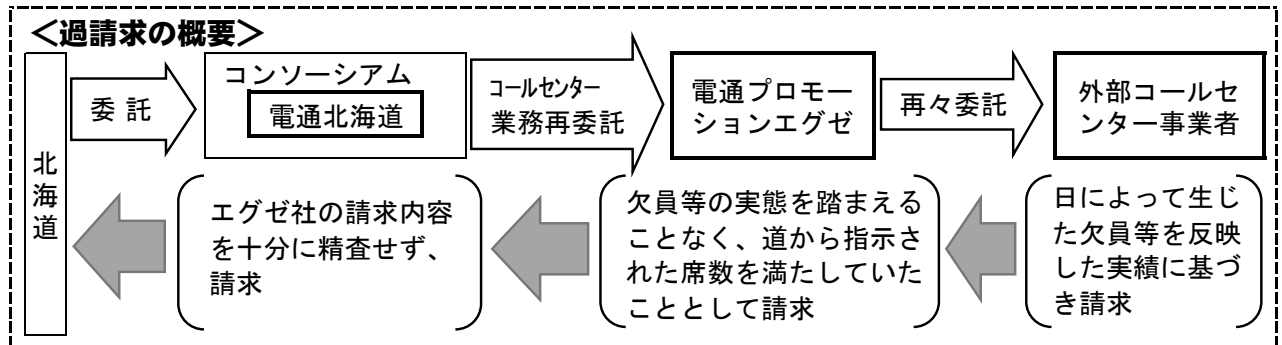 ＜過請求の概要＞
北海道
委 託
コンソーシアム
電通北海道
コールセンター
業務再委託
電通プロモー
ションエグゼ
再々委託
外部コールセ
ンター事業者
エグゼ社の請求内容
を十分に精査せず、
請求
欠員等の実態を踏まえる
ことなく、道から指示さ
れた席数を満たしていた
こととして請求
日によって生じ
た欠員等を反映
した実績に基づ
き請求